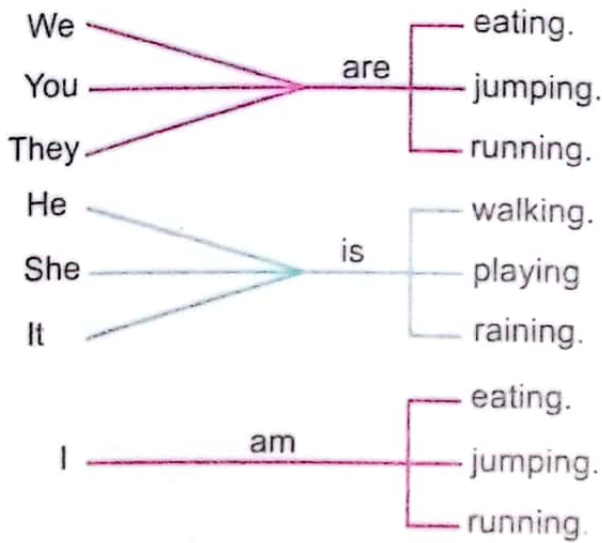 We
eating.
are
You
jumping.
They
running.
He
walking.
is
She
playing
It
raining.
eating.
am
I
jumping.
running.